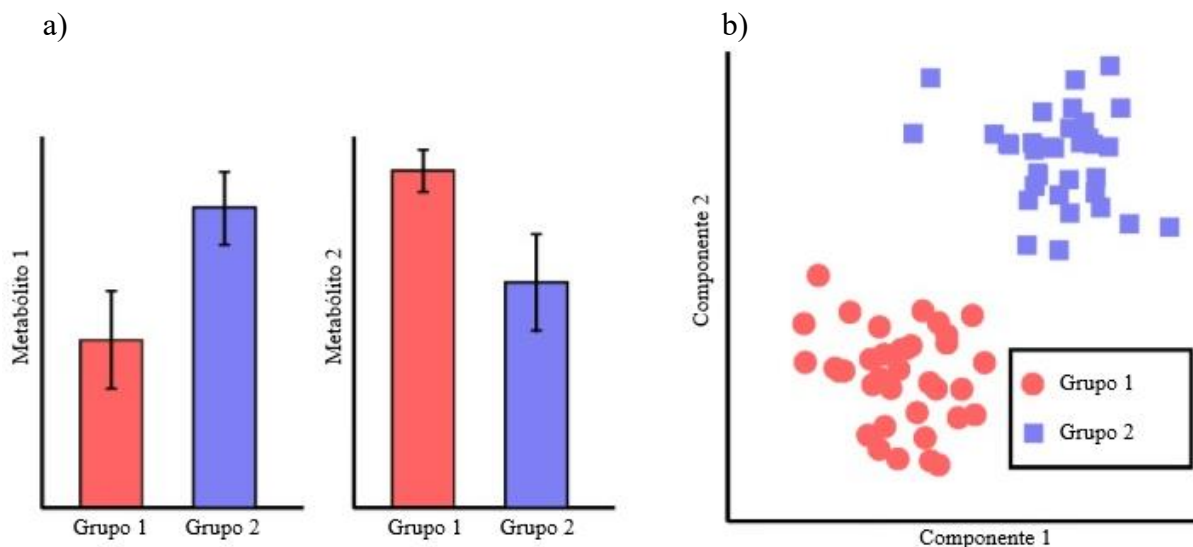 a)
Metabólito 1
Grupo 1
Grupo 2
Metabólito 2
Grupo 1
Grupo 2
b)
Componente 2
Grupo 1
Grupo 2
Componente 1